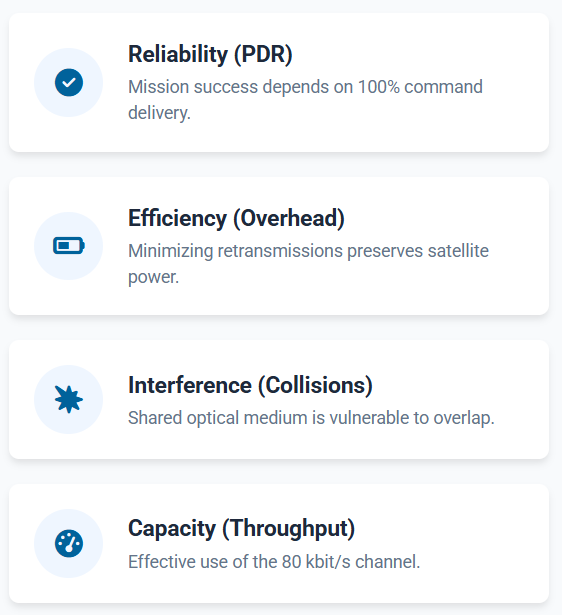 Reliability (PDR)
Mission success depends on 100% command
delivery.
Efficiency (Overhead)
Minimizing retransmissions preserves satellite
power.
Interference (Collisions)
Shared optical medium is vulnerable to overlap.
Capacity (Throughput)
Effective use of the 80 kbit/s channel.